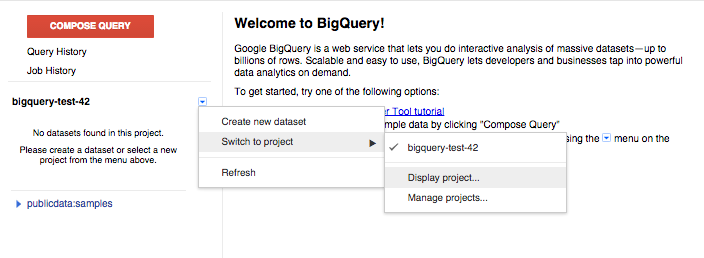 COMPOSE QUERY
Query History
Job History
bigquery-test-42
No datasets found in this project.
Please create a dataset or select a new
project from the menu above.
publicdata:samples
Welcome to BigQuery!
Google BigQuery is a web service that lets you do interactive analysis of massive datasets—up to
billions of rows. Scalable and easy to use, BigQuery lets developers and businesses tap into powerful
data analytics on demand.
To get started, try one of the following options:
Tool tutorial
data by clicking "Compose Query"
the menu on the
Create new dataset
Switch to project
Refresh
bigquery-test-42
Display project...
Manage projects...